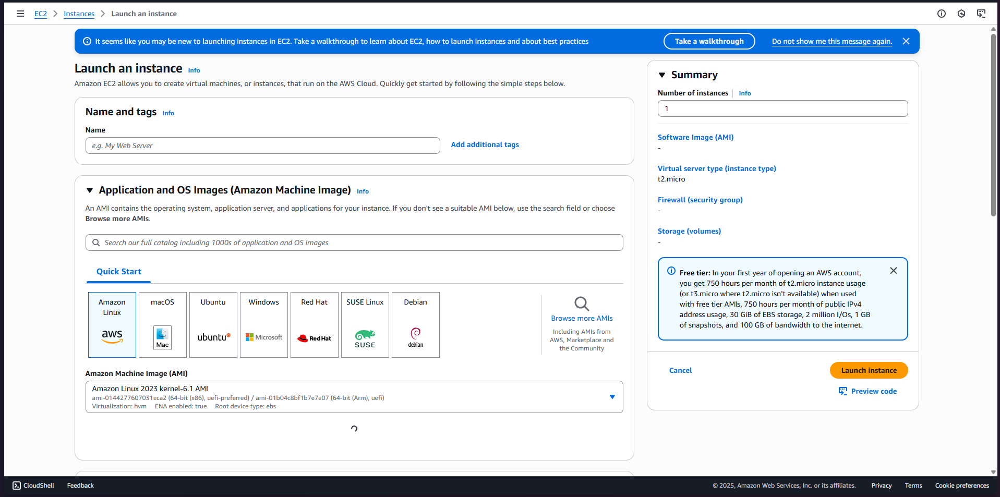 EC2 > Instances > Launch an instance
It seems like you may be new to launching instances in EC2. Take a walkthrough to learn about EC2, how to launch instances and about best practices
Take a walkthrough
Do not show me this message again.
Launch an instance Info
Amazon EC2 allows you to create virtual machines, or instances, that run on the AWS Cloud. Quickly get started by following the simple steps below.
Name and tags Info
Name
e.g. My Web Server
Add additional tags
Application and OS Images (Amazon Machine Image) Info
An AMI contains the operating system, application server, and applications for your instance. If you don't see a suitable AMI below, use the search field or choose
Browse more AMIs.
Search our full catalog including 1000s of application and OS images
Quick Start
Amazon
Linux
aws
macOS
Mac
Ubuntu
ubuntu
Windows
Microsoft
Red Hat
Red Hat
SUSE Linux
SUSE
Debian
debian
Browse more AMIs
Including AMIs from
AWS, Marketplace and
the Community
Amazon Machine Image (AMI)
Amazon Linux 2023 kernel-6.1 AMI
ami-0144277607031eca2 (64-bit (x86), uefi-preferred) / ami-01b04c8bf1b7e7e07 (64-bit (Arm), uefi)
Virtualization: hvm ENA enabled: true Root device type: ebs
Summary
Number of instances Info
1
Software Image (AMI)
-
Virtual server type (instance type)
t2.micro
Firewall (security group)
-
Storage (volumes)
-
Free tier: In your first year of opening an AWS account,
you get 750 hours per month of t2.micro instance usage
(or t3.micro where t2.micro isn't available) when used
with free tier AMIs, 750 hours per month of public IPv4
address usage, 30 GiB of EBS storage, 2 million I/Os, 1 GB
of snapshots, and 100 GB of bandwidth to the internet.
Cancel
Launch instance
Preview code
CloudShell
Feedback
© 2025, Amazon Web Services, Inc. or its affiliates.
Privacy
Terms
Cookie preferences